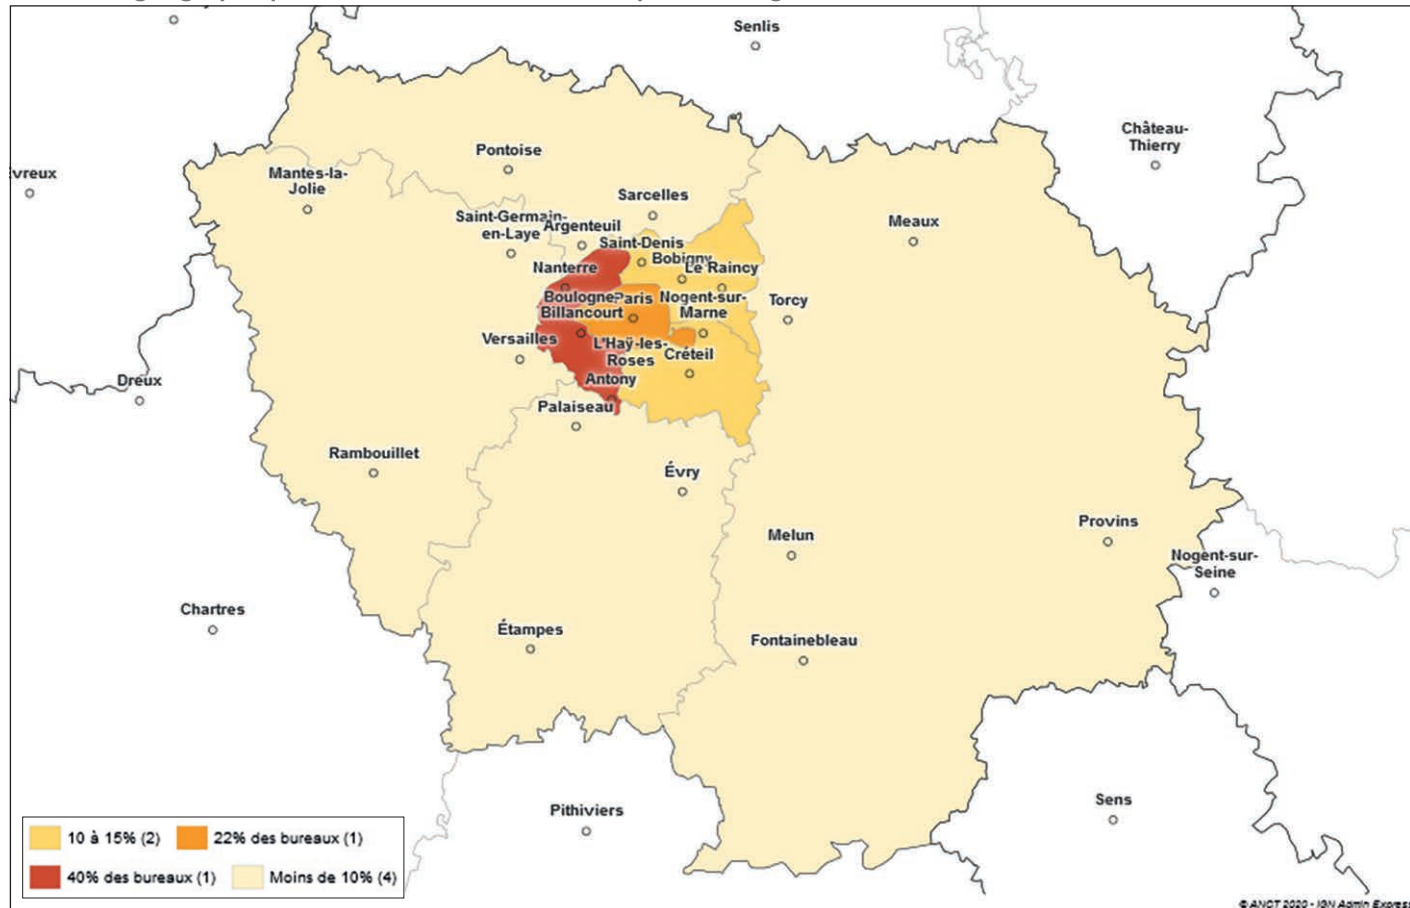 Senlis
Château-
Thierry
Pontoise
vreux
Mantes-la-
Jolie
Sarcelles
Saint-Germain-
en-Laye
Argenteuil
Meaux
Saint-Denis
Bobigny
Le Raincy
Nanterre
Boulogne-
Billancourt
Paris
Nogent-sur-
Marne
Torcy
Versailles
L'Haÿ-les-
Roses
Créteil
Dreux
Antony
Palaiseau
Rambouillet
Évry
Melun
Provins
Nogent-sur-
Seine
Chartres
Étampes
Fontainebleau
Pithiviers
Sens
10 à 15% (2)
22% des bureaux (1)
40% des bureaux (1)
Moins de 10% (4)
© ANCT 2020 - IGN Admin Express